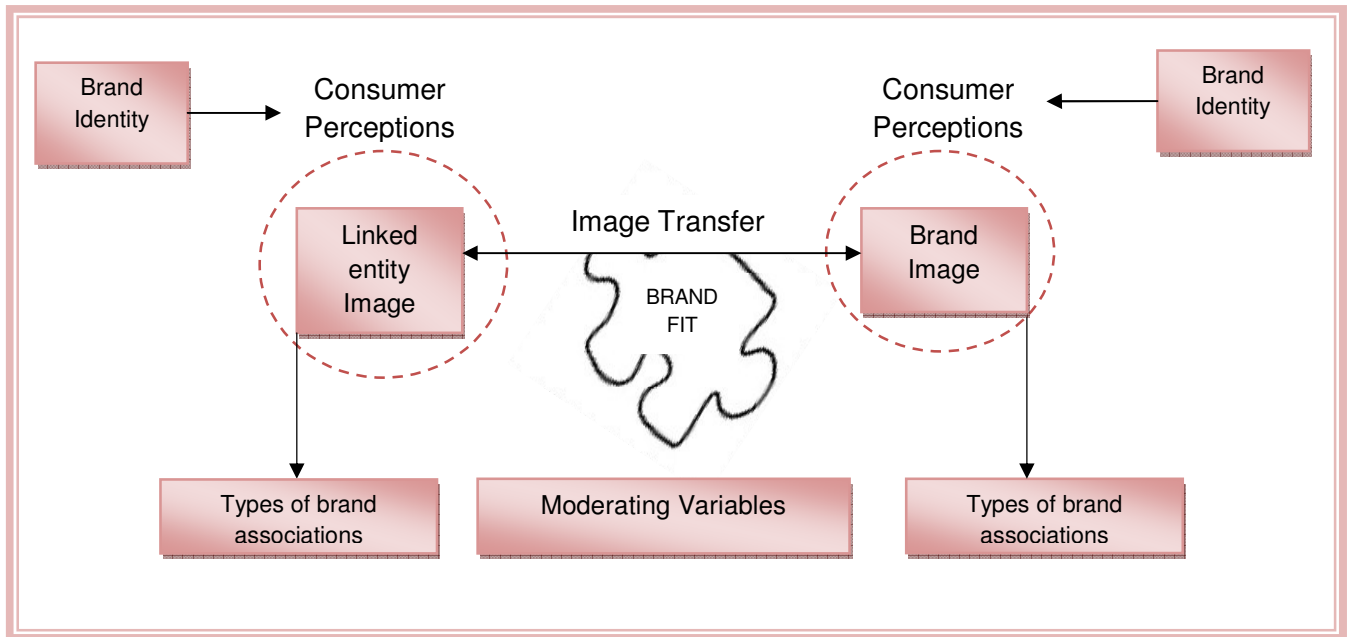 Brand
Identity
Consumer
Perceptions
Consumer
Perceptions
Brand
Identity
Linked
entity
Image
Image Transfer
Brand
Image
BRAND
FIT
Types of brand
associations
Moderating Variables
Types of brand
associations